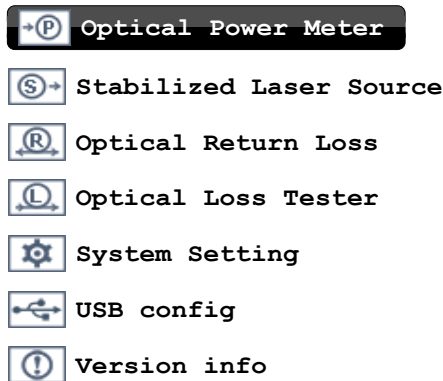 P Optical Power Meter
S Stabilized Laser Source
R Optical Return Loss
L Optical Loss Tester
System Setting
USB config
! Version info